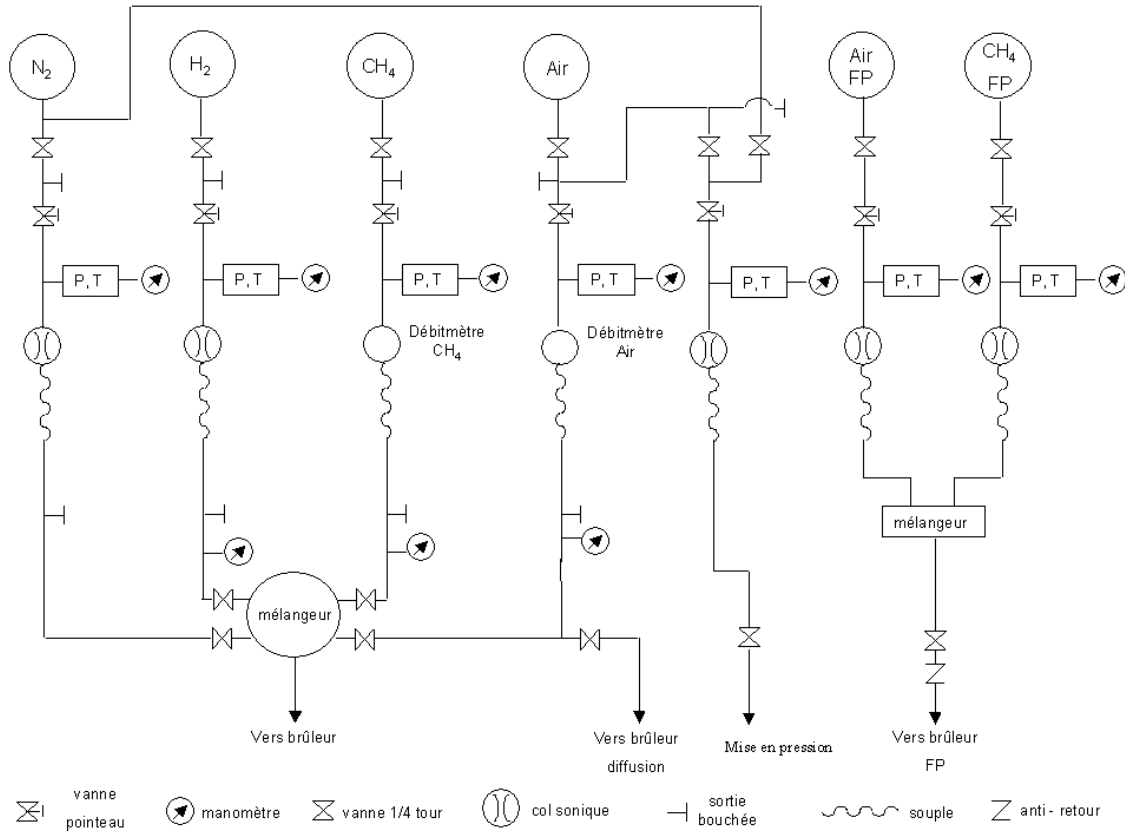 N2
H2
CH4
Air
Air
FP
CH4
FP
P, T
P, T
P, T
P, T
P, T
P, T
P, T
Débitmètre
CH4
Débitmètre
Air
mélangeur
mélangeur
Vers brûleur
Vers brûleur
diffusion
Mise en pression
Vers brûleur
FP
vanne
pointeau
manomètre
vanne 1/4 tour
col sonique
sortie
bouchée
souple
anti - retour